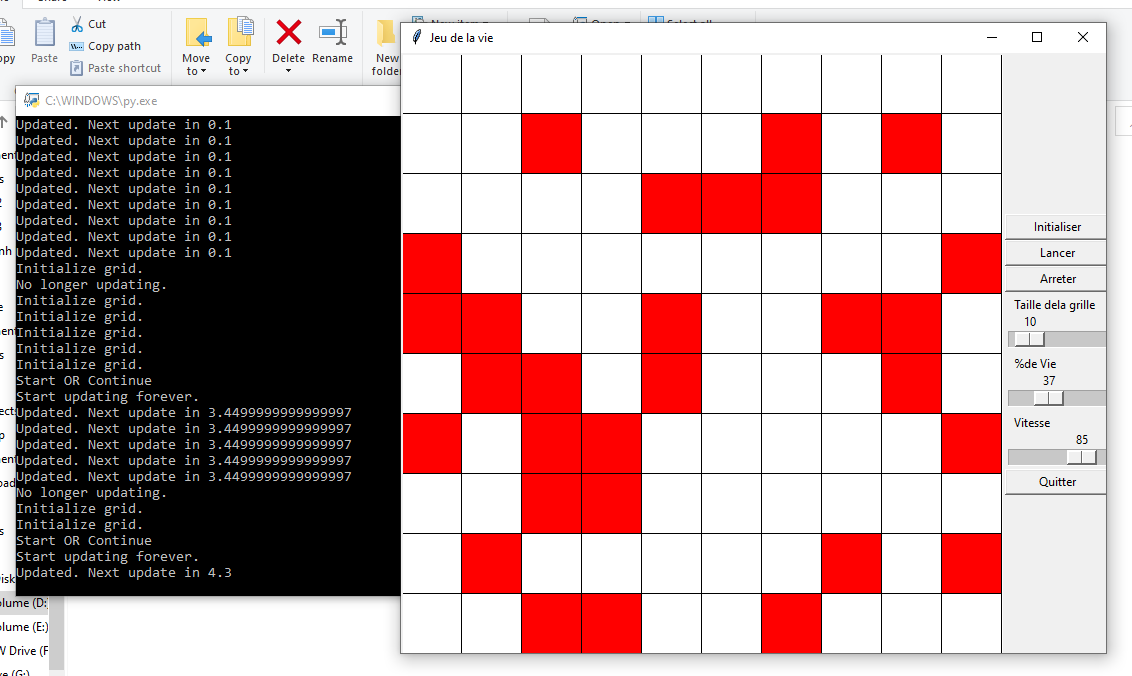 Cut
Copy path
Paste shortcut
Paste
Move
to
Copy
to
Delete
Rename
New
folder
Jeu de la vie
C:\WINDOWS\py.exe
Updated. Next update in 0.1
Updated. Next update in 0.1
Updated. Next update in 0.1
Updated. Next update in 0.1
Updated. Next update in 0.1
Updated. Next update in 0.1
Updated. Next update in 0.1
Updated. Next update in 0.1
Updated. Next update in 0.1
Initialize grid.
No longer updating.
Initialize grid.
Initialize grid.
Initialize grid.
Initialize grid.
Initialize grid.
Start OR Continue
Start updating forever.
Updated. Next update in 3.4499999999999997
Updated. Next update in 3.4499999999999997
Updated. Next update in 3.4499999999999997
Updated. Next update in 3.4499999999999997
Updated. Next update in 3.4499999999999997
No longer updating.
Initialize grid.
Initialize grid.
Start OR Continue
Start updating forever.
Updated. Next update in 4.3
Initialiser
Lancer
Arreter
Taille dela grille
10
%de Vie
37
Vitesse
85
Quitter
olume (D:
olume (E:)